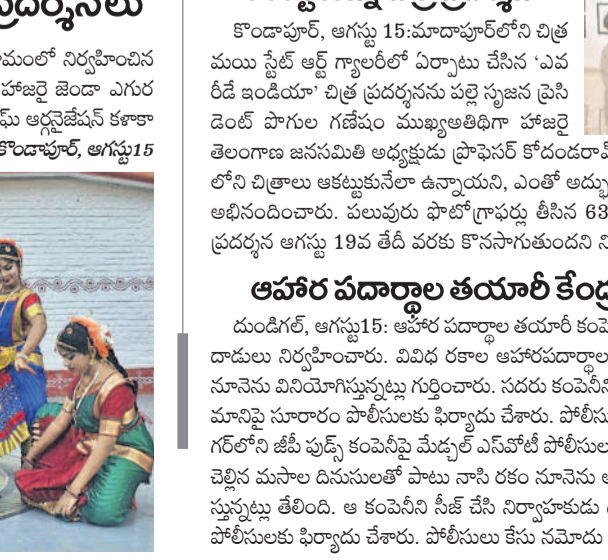 ప్రదర్శనలు
మంలో నిర్వహించిన
హాజరై జెండా ఎగుర
ఘ్ ఆర్గనైజేషన్ కళాకా
కొండాపూర్, ఆగస్టు15
కొండాపూర్, ఆగస్టు 15:మాదాపూర్‌లోని చిత్ర
మయి స్టేట్ ఆర్ట్ గ్యాలరీలో ఏర్పాటు చేసిన ‘ఎవ
రీడే ఇండియా’ చిత్ర ప్రదర్శనను పల్లె సృజన ప్రెసి
డెంట్ పొగుల గణేషం ముఖ్యఅతిథిగా హాజరై
తెలంగాణ జనసమితి అధ్యక్షుడు ప్రొఫెసర్ కోదండరామ్
లోని చిత్రాలు ఆకట్టుకునేలా ఉన్నాయని, ఎంతో అద్భు
అభినందించారు. పలువురు ఫొటోగ్రాఫర్లు తీసిన 63
ప్రదర్శన ఆగస్టు 19వ తేదీ వరకు కొనసాగుతుందని ని
ఆహార పదార్థాల తయారీ కేంద్ర
దుండిగల్, ఆగస్టు15: ఆహార పదార్థాల తయారీ కంపె
దాడులు నిర్వహించారు. వివిధ రకాల ఆహారపదార్థాల
నూనెను వినియోగిస్తున్నట్లు గుర్తించారు. సదరు కంపెనీని
మానిపై సూరారం పొలీసులకు ఫిర్యాదు చేశారు. పోలీసు
గర్‌లోని జీపీ ఫుడ్స్ కంపెనీపై మేడ్చల్ ఎస్‌వోటీ పోలీసుల
చెల్లిన మసాల దినుసులతో పాటు నాసి రకం నూనెను
స్తున్నట్లు తేలింది. ఆ కంపెనీని సీజ్ చేసి నిర్వాహకుడు
పోలీసులకు ఫిర్యాదు చేశారు. పోలీసులు కేసు నమోదు